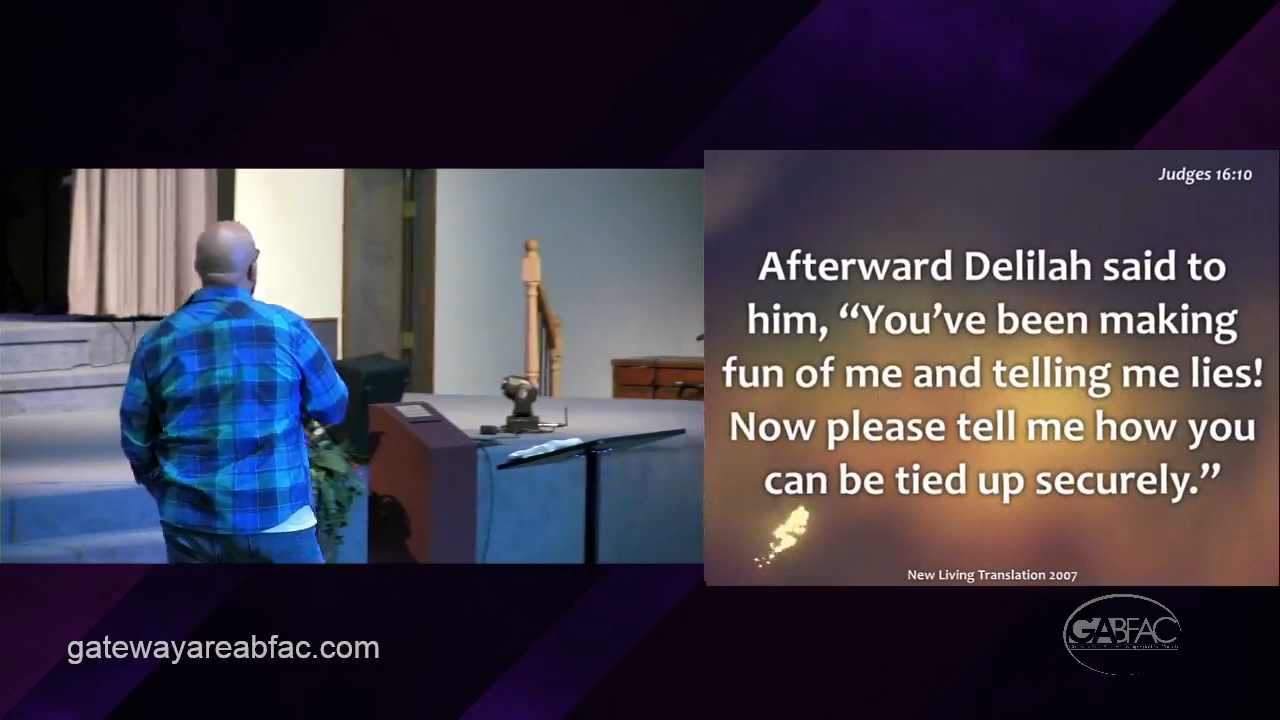 Judges 16:10
Afterward Delilah said to
him, “You’ve been making
fun of me and telling me lies!
Now please tell me how you
can be tied up securely.”
New Living Translation 2007
gatewayareabfac.com
GABFAC